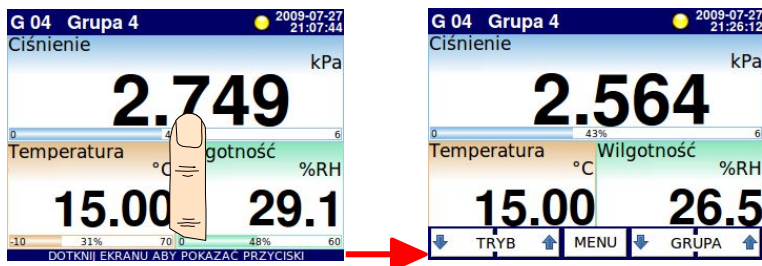 G 04 Grupa 4
2009-07-27
21:07:44
Ciśnienie
kPa
2.749
0
6
Temperatura
°C
%RH
15.00
29.1
-10 31% 70
0 48% 60
DOTKNIJ EKRANU ABY POKAZAĆ PRZYCISKI
G 04 Grupa 4
2009-07-27
21:26:12
Ciśnienie
kPa
2.564
0 43% 6
Temperatura
°C
Wilgotność
%RH
15.00
26.5
TRYB
MENU
GRUPA